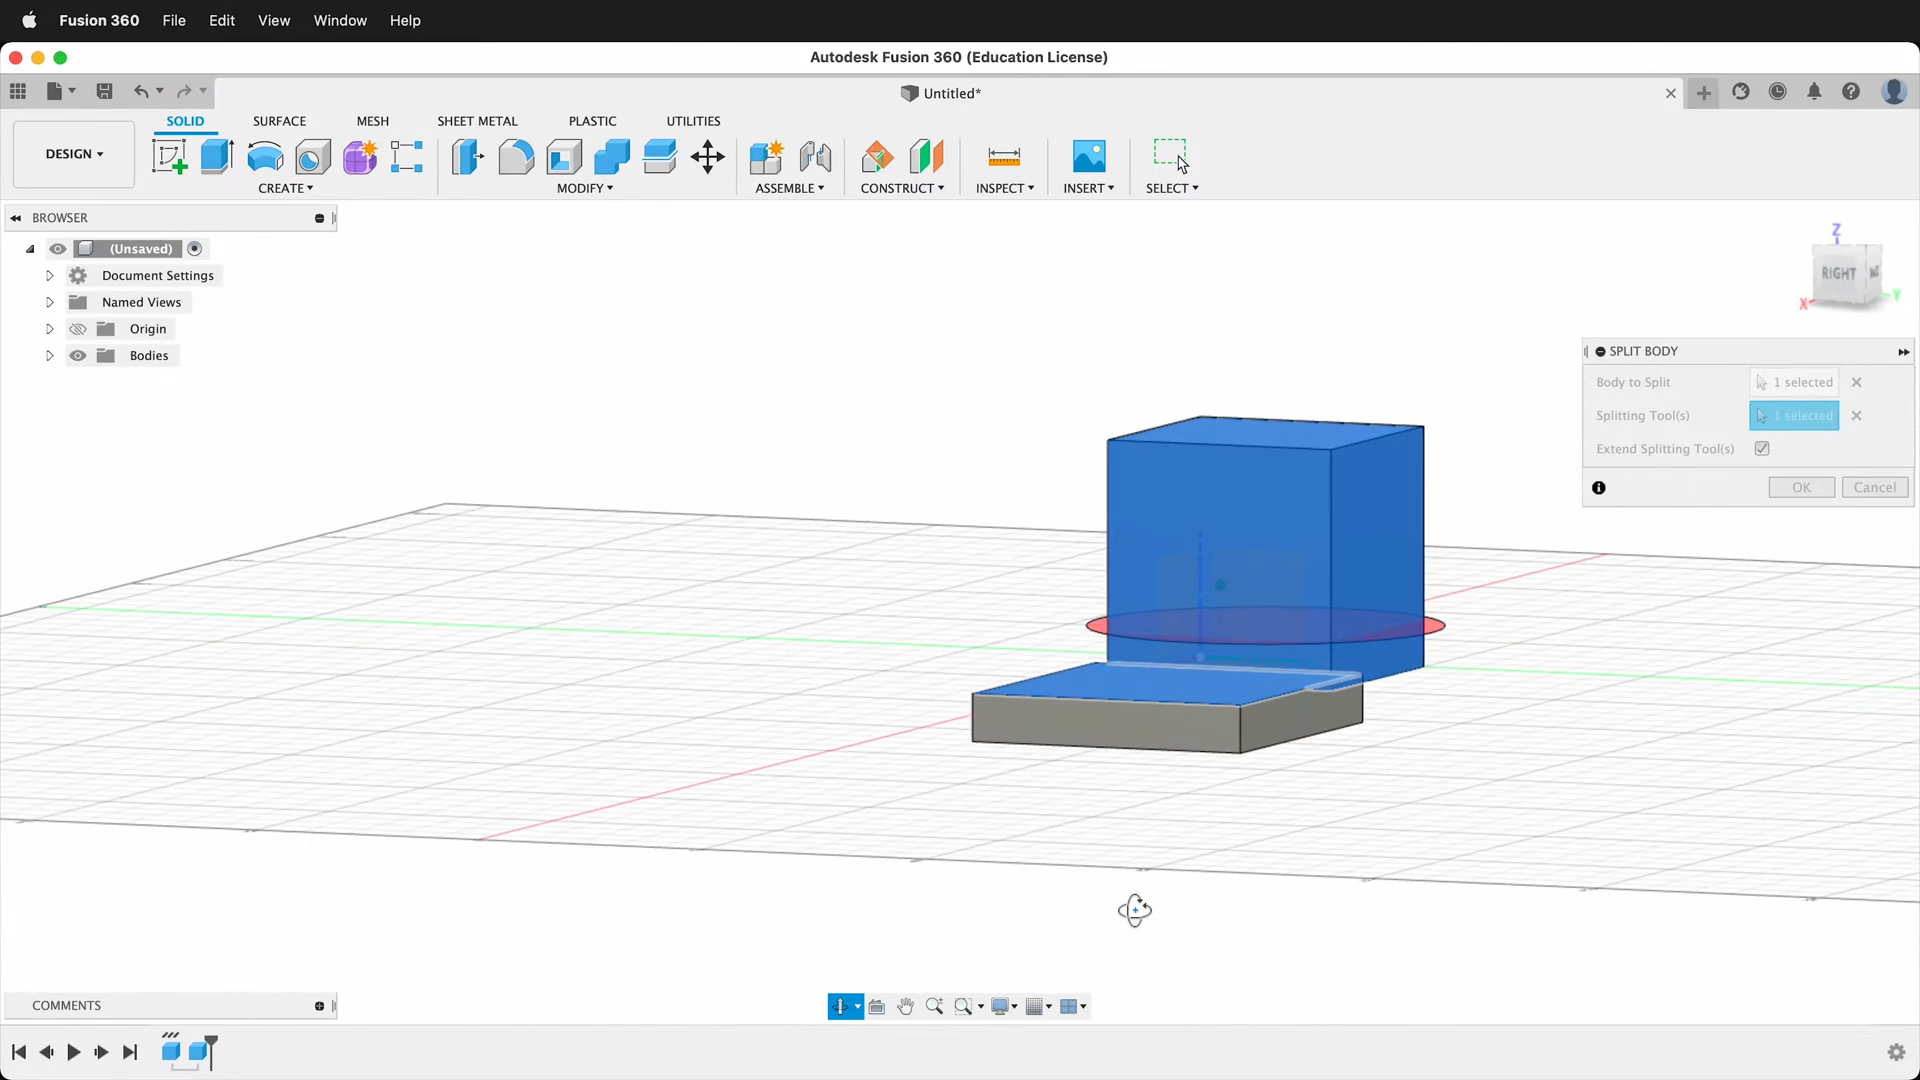 Fusion 360 File Edit View Window Help
Autodesk Fusion 360 (Education License)
Untitled*
DESIGN
SOLID SURFACE MESH SHEET METAL PLASTIC UTILITIES
CREATE MODIFY ASSEMBLE CONSTRUCT INSPECT INSERT SELECT
BROWSER
(Unsaved)
Document Settings
Named Views
Origin
Bodies
Z
RIGHT
X
Y
SPLIT BODY
Body to Split 1 selected
Splitting Tool(s) 1 selected
Extend Splitting Tool(s)
OK Cancel
COMMENTS